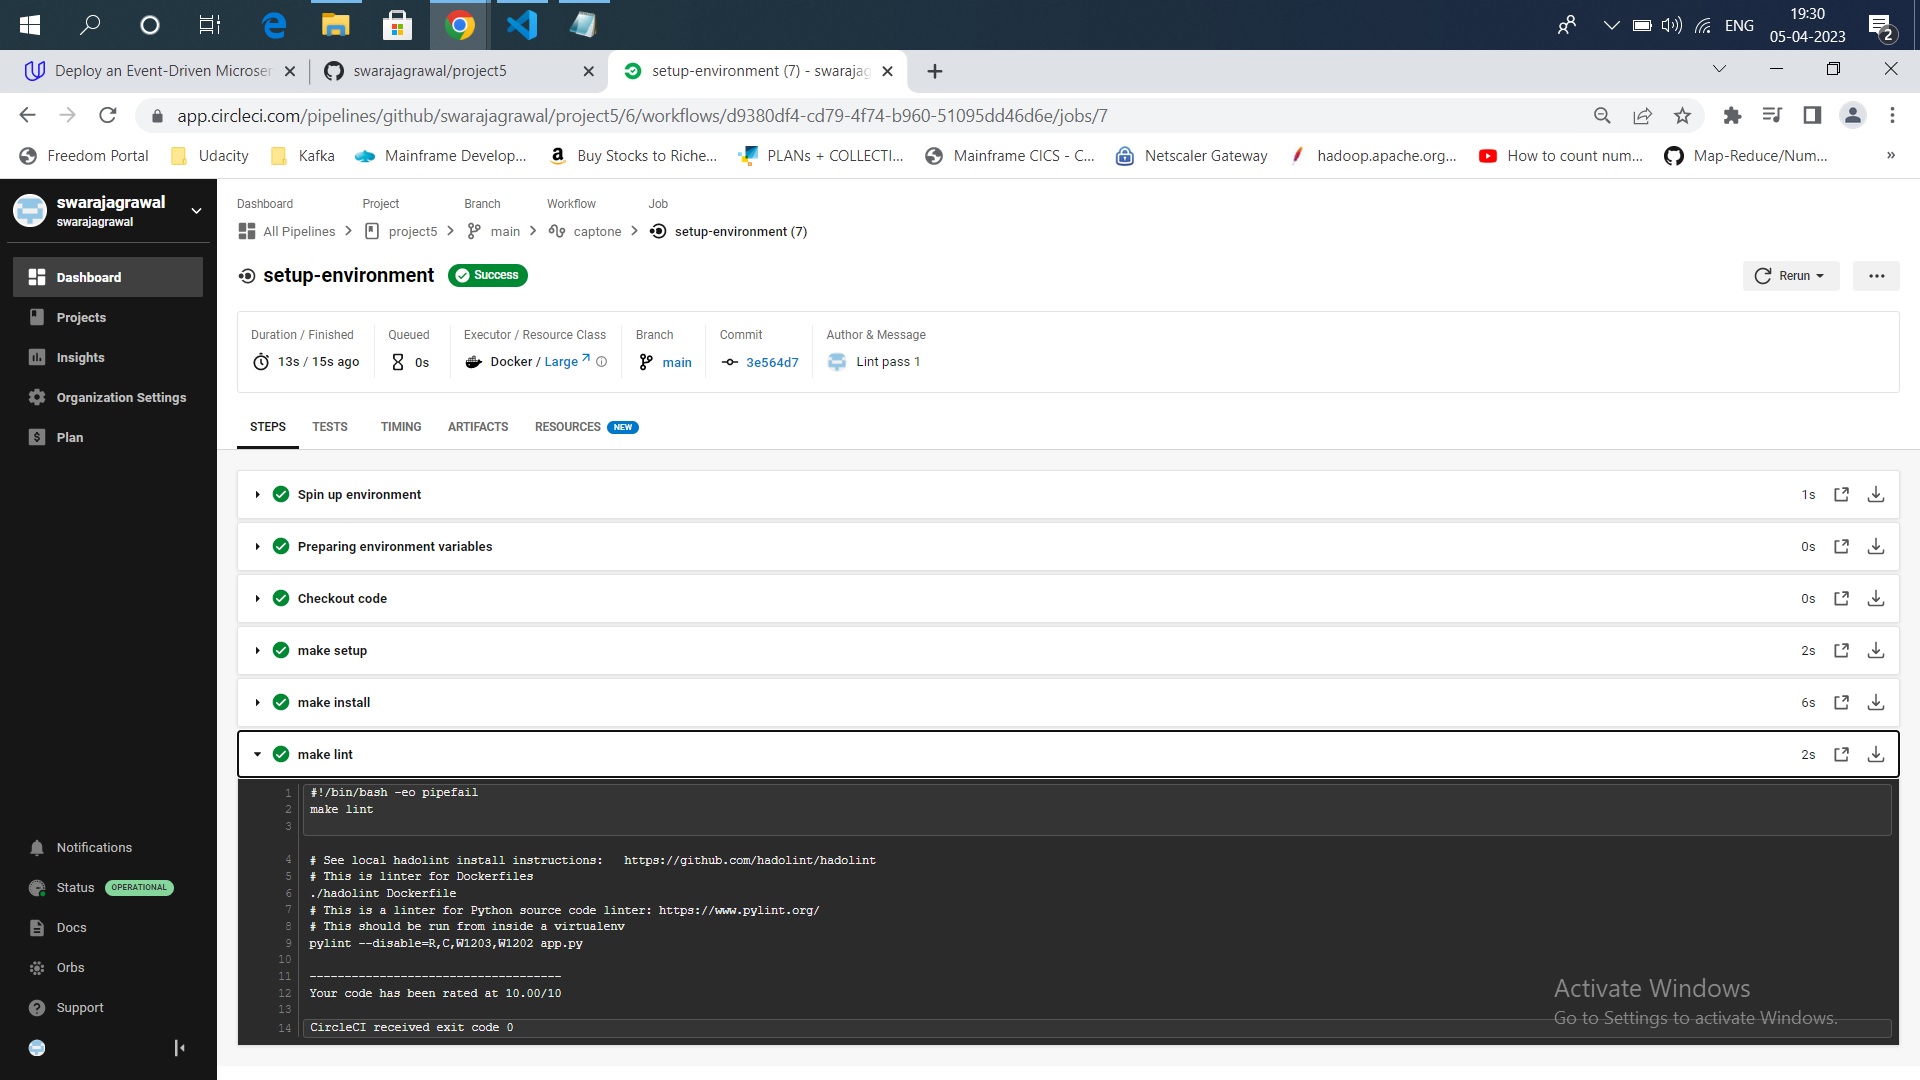 ENG
19:30
05-04-2023
2
Deploy an Event-Driven Microser
swarajagrawal/project5
setup-environment (7) - swarajag
app.circleci.com/pipelines/github/swarajagrawal/project5/6/workflows/d9380df4-cd79-4f74-b960-51095dd46d6e/jobs/7
Freedom Portal
Udacity
Kafka
Mainframe Develop...
Buy Stocks to Riche...
PLANs + COLLECTI...
Mainframe CICS - C...
Netscaler Gateway
hadoop.apache.org...
How to count num...
Map-Reduce/Num...
»
swarajagrawal
swarajagrawal
Dashboard
Projects
Insights
Organization Settings
Plan
Notifications
Status OPERATIONAL
Docs
Orbs
Support
Dashboard Project Branch Workflow Job
All Pipelines > project5 > main > captone > setup-environment (7)
setup-environment Success
Rerun
Duration / Finished Queued Executor / Resource Class Branch Commit Author & Message
13s / 15s ago 0s Docker / Large main 3e564d7 Lint pass 1
STEPS TESTS TIMING ARTIFACTS RESOURCES NEW
Spin up environment 1s
Preparing environment variables 0s
Checkout code 0s
make setup 2s
make install 6s
make lint 2s
1 #!/bin/bash -eo pipefail
2 make lint
3
4 # See local hadolint install instructions:   https://github.com/hadolint/hadolint
5 # This is linter for Dockerfiles
6 ./hadolint Dockerfile
7 # This is a linter for Python source code linter: https://www.pylint.org/
8 # This should be run from inside a virtualenv
9 pylint --disable=R,C,W1203,W1202 app.py
10
11 ------------------------------------
12 Your code has been rated at 10.00/10
13
14 CircleCI received exit code 0
Activate Windows
Go to Settings to activate Windows.